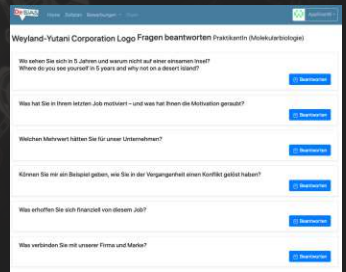 Home
Weyland-Yutani Corporation Logo Fragen beantworten PraktikantIn (Molekularbiologie)
Wo sehen Sie sich in 5 Jahren und warum nicht auf einer einsamen Insel?
Where do you see yourself in 5 years and why not on a desert island?
Beantworten
Was hat Sie in Ihrem letzten Job motiviert – und was hat Ihnen die Motivation geraubt?
Beantworten
Welchen Mehrwert hätten Sie für unser Unternehmen?
Beantworten
Können Sie mir ein Beispiel geben, wie Sie in der Vergangenheit einen Konflikt gelöst haben?
Beantworten
Was erhoffen Sie sich finanziell von diesem Job?
Beantworten
Was verbinden Sie mit unserer Firma und Marke?
Beantworten